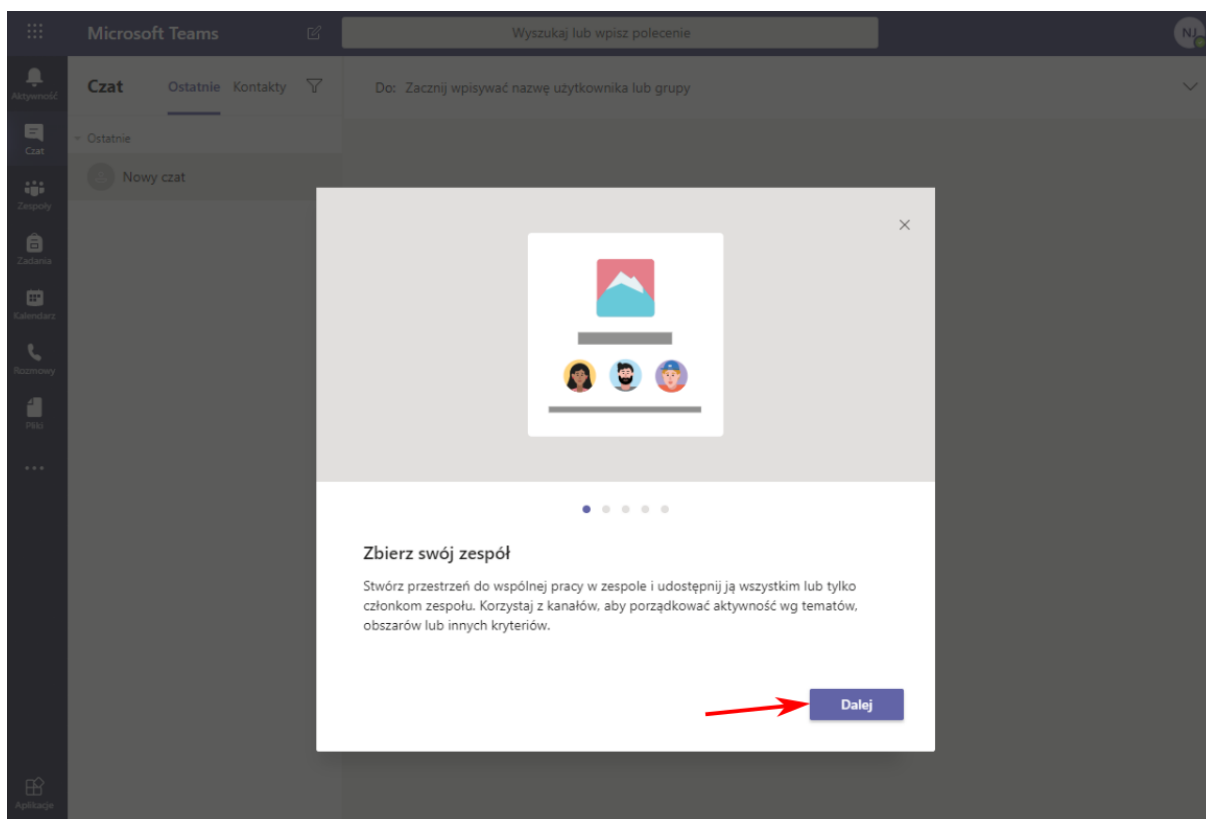 Microsoft Teams
Wyszukaj lub wpisz polecenie
NJ
Aktywność
Czat
Zespoły
Zadania
Kalendarz
Rozmowy
Pliki
Aplikacje
Czat Ostatnie Kontakty
Ostatnie
Nowy czat
Do: Zacznij wpisywać nazwę użytkownika lub grupy
Zbierz swój zespół
Stwórz przestrzeń do wspólnej pracy w zespole i udostępnij ją wszystkim lub tylko
członkom zespołu. Korzystaj z kanałów, aby porządkować aktywność wg tematów,
obszarów lub innych kryteriów.
Dalej